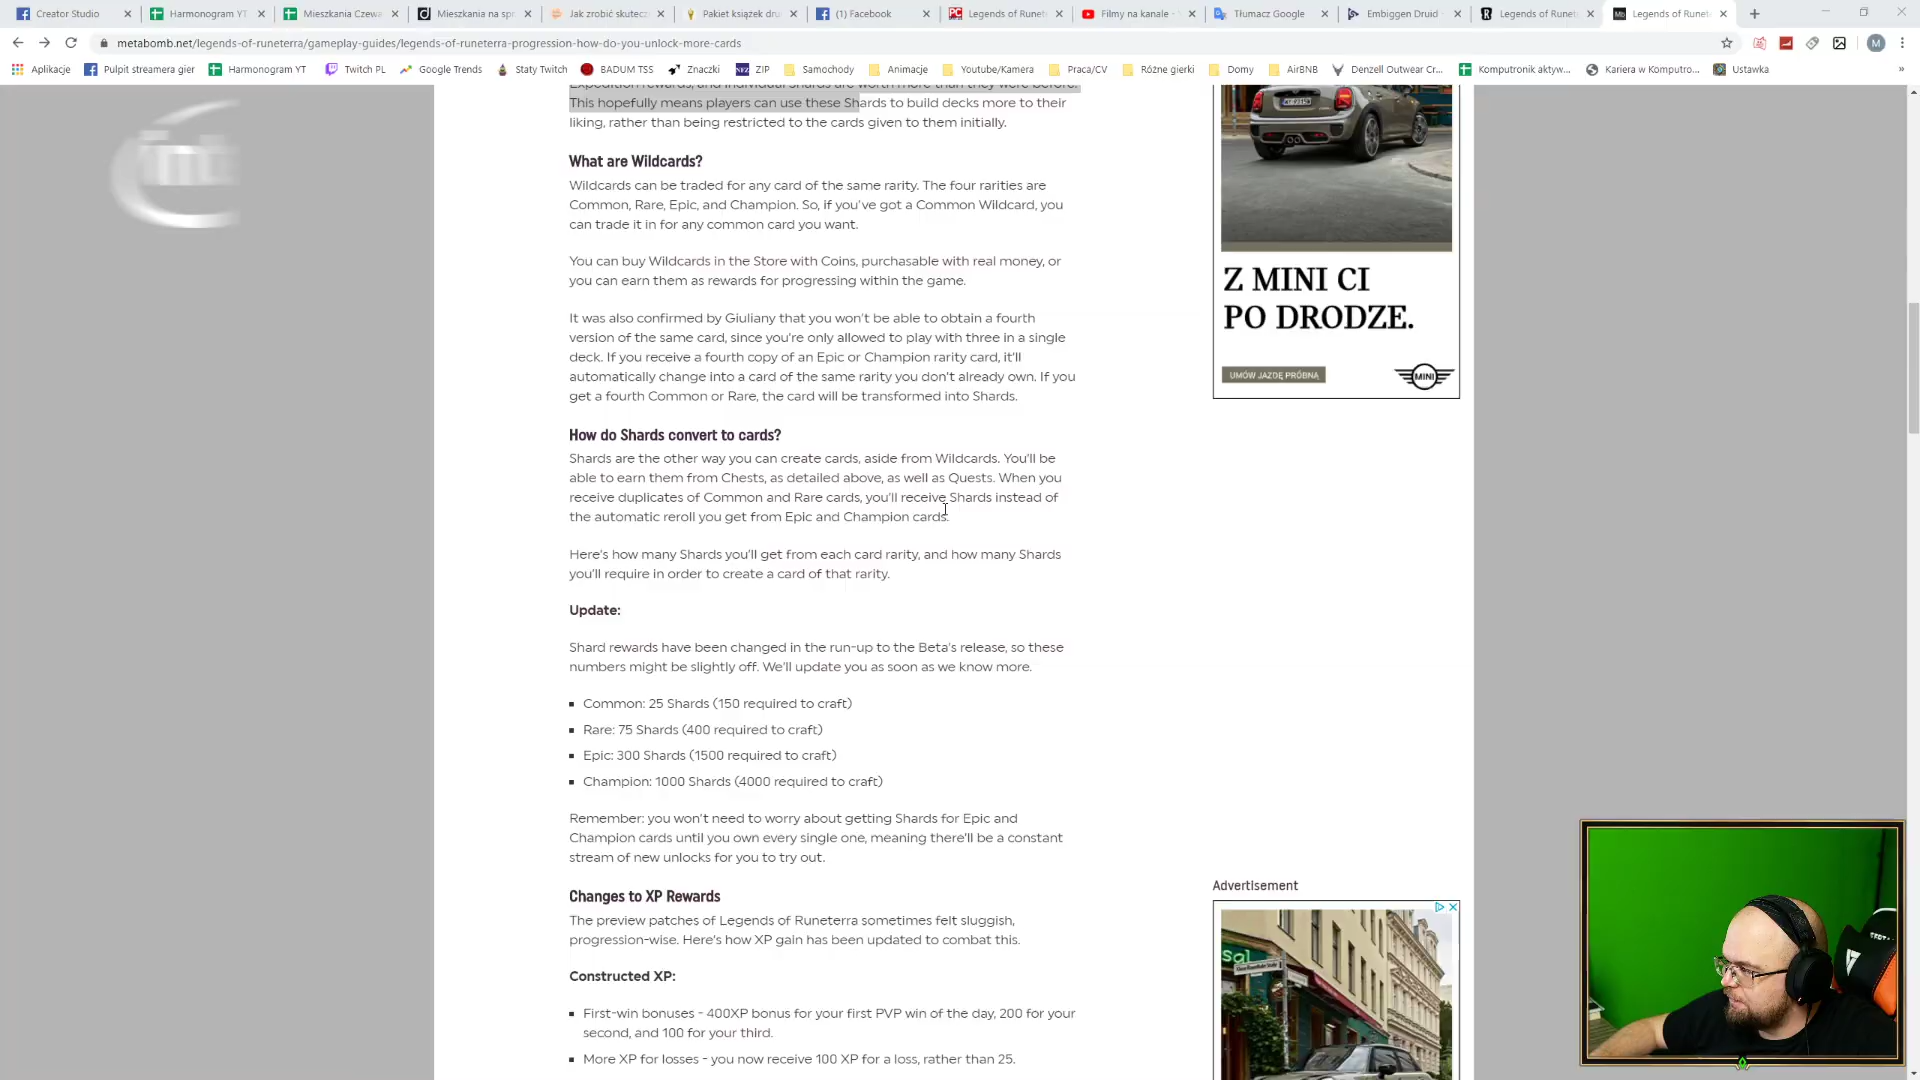 Creator Studio
Harmonogram YT
Mieszkania Czewa
Mieszkania na spr
Jak zrobić skutecz
Pakiet książek dru
(1) Facebook
Legends of Runete
Filmy na kanale -
Tłumacz Google
Embiggen Druid -
Legends of Runete
Legends of Runete
metabomb.net/legends-of-runeterra/gameplay-guides/legends-of-runeterra-progression-how-do-you-unlock-more-cards
M
Aplikacje
Pulpit streamera gier
Harmonogram YT
Twitch PL
Google Trends
Staty Twitch
BADUM TSS
Znaczki
NFZ ZIP
Samochody
Animacje
Youtube/Kamera
Praca/CV
Różne gierki
Domy
AirBNB
Denzell Outwear Cr...
Komputronik aktyw...
Kariera w Komputro...
Ustawka
Expedition rewards, and individual Shards are worth more than they were before.
This hopefully means players can use these Shards to build decks more to their
liking, rather than being restricted to the cards given to them initially.
What are Wildcards?
Wildcards can be traded for any card of the same rarity. The four rarities are
Common, Rare, Epic, and Champion. So, if you've got a Common Wildcard, you
can trade it in for any common card you want.
You can buy Wildcards in the Store with Coins, purchasable with real money, or
you can earn them as rewards for progressing within the game.
It was also confirmed by Giuliany that you won't be able to obtain a fourth
version of the same card, since you're only allowed to play with three in a single
deck. If you receive a fourth copy of an Epic or Champion rarity card, it'll
automatically change into a card of the same rarity you don't already own. If you
get a fourth Common or Rare, the card will be transformed into Shards.
How do Shards convert to cards?
Shards are the other way you can create cards, aside from Wildcards. You'll be
able to earn them from Chests, as detailed above, as well as Quests. When you
receive duplicates of Common and Rare cards, you'll receive Shards instead of
the automatic reroll you get from Epic and Champion cards.
Here's how many Shards you'll get from each card rarity, and how many Shards
you'll require in order to create a card of that rarity.
Update:
Shard rewards have been changed in the run-up to the Beta's release, so these
numbers might be slightly off. We'll update you as soon as we know more.
Common: 25 Shards (150 required to craft)
Rare: 75 Shards (400 required to craft)
Epic: 300 Shards (1500 required to craft)
Champion: 1000 Shards (4000 required to craft)
Remember: you won't need to worry about getting Shards for Epic and
Champion cards until you own every single one, meaning there'll be a constant
stream of new unlocks for you to try out.
Changes to XP Rewards
The preview patches of Legends of Runeterra sometimes felt sluggish,
progression-wise. Here's how XP gain has been updated to combat this.
Constructed XP:
First-win bonuses - 400XP bonus for your first PVP win of the day, 200 for your
second, and 100 for your third.
More XP for losses - you now receive 100 XP for a loss, rather than 25.
Z MINI CI
PO DRODZE.
UMÓW JAZDĘ PRÓBNĄ
MINI
Advertisement